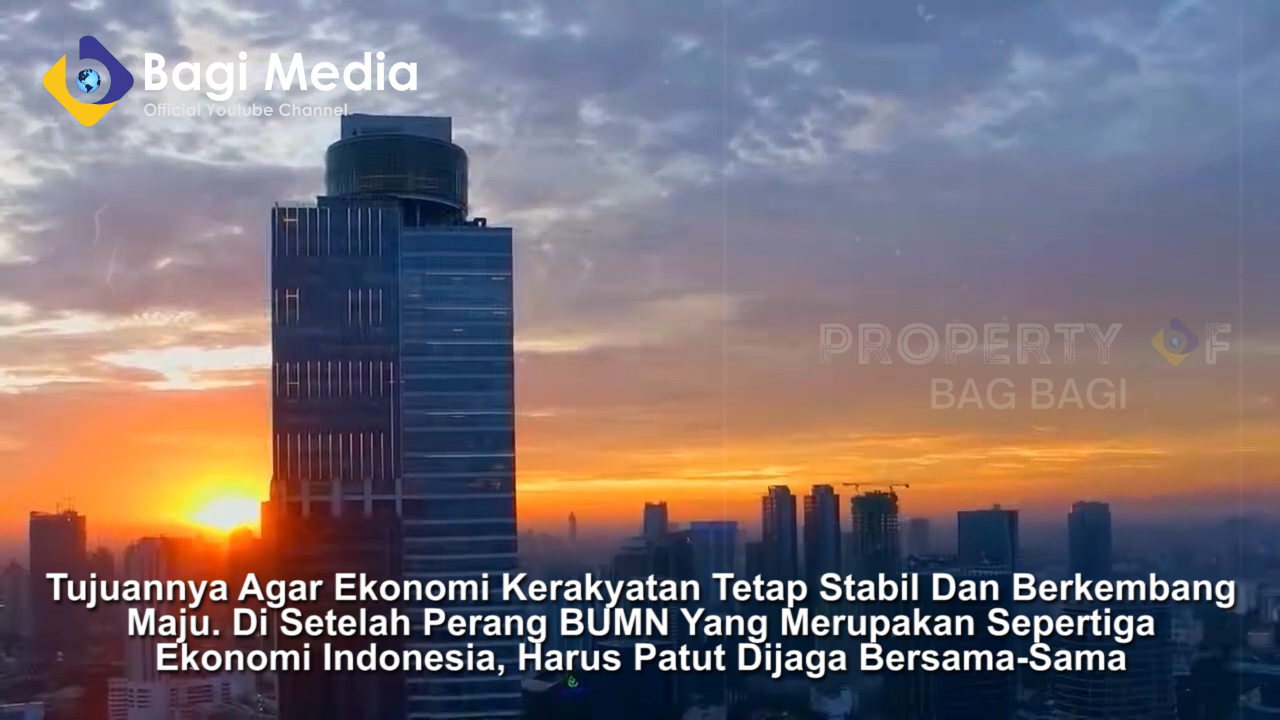 Bagi Media
Official Youtube Channel
PROPERTY OF
BAG BAGI
Tujuannya Agar Ekonomi Kerakyatan Tetap Stabil Dan Berkembang
Maju. Di Setelah Perang BUMN Yang Merupakan Sepertiga
Ekonomi Indonesia, Harus Patut Dijaga Bersama-Sama